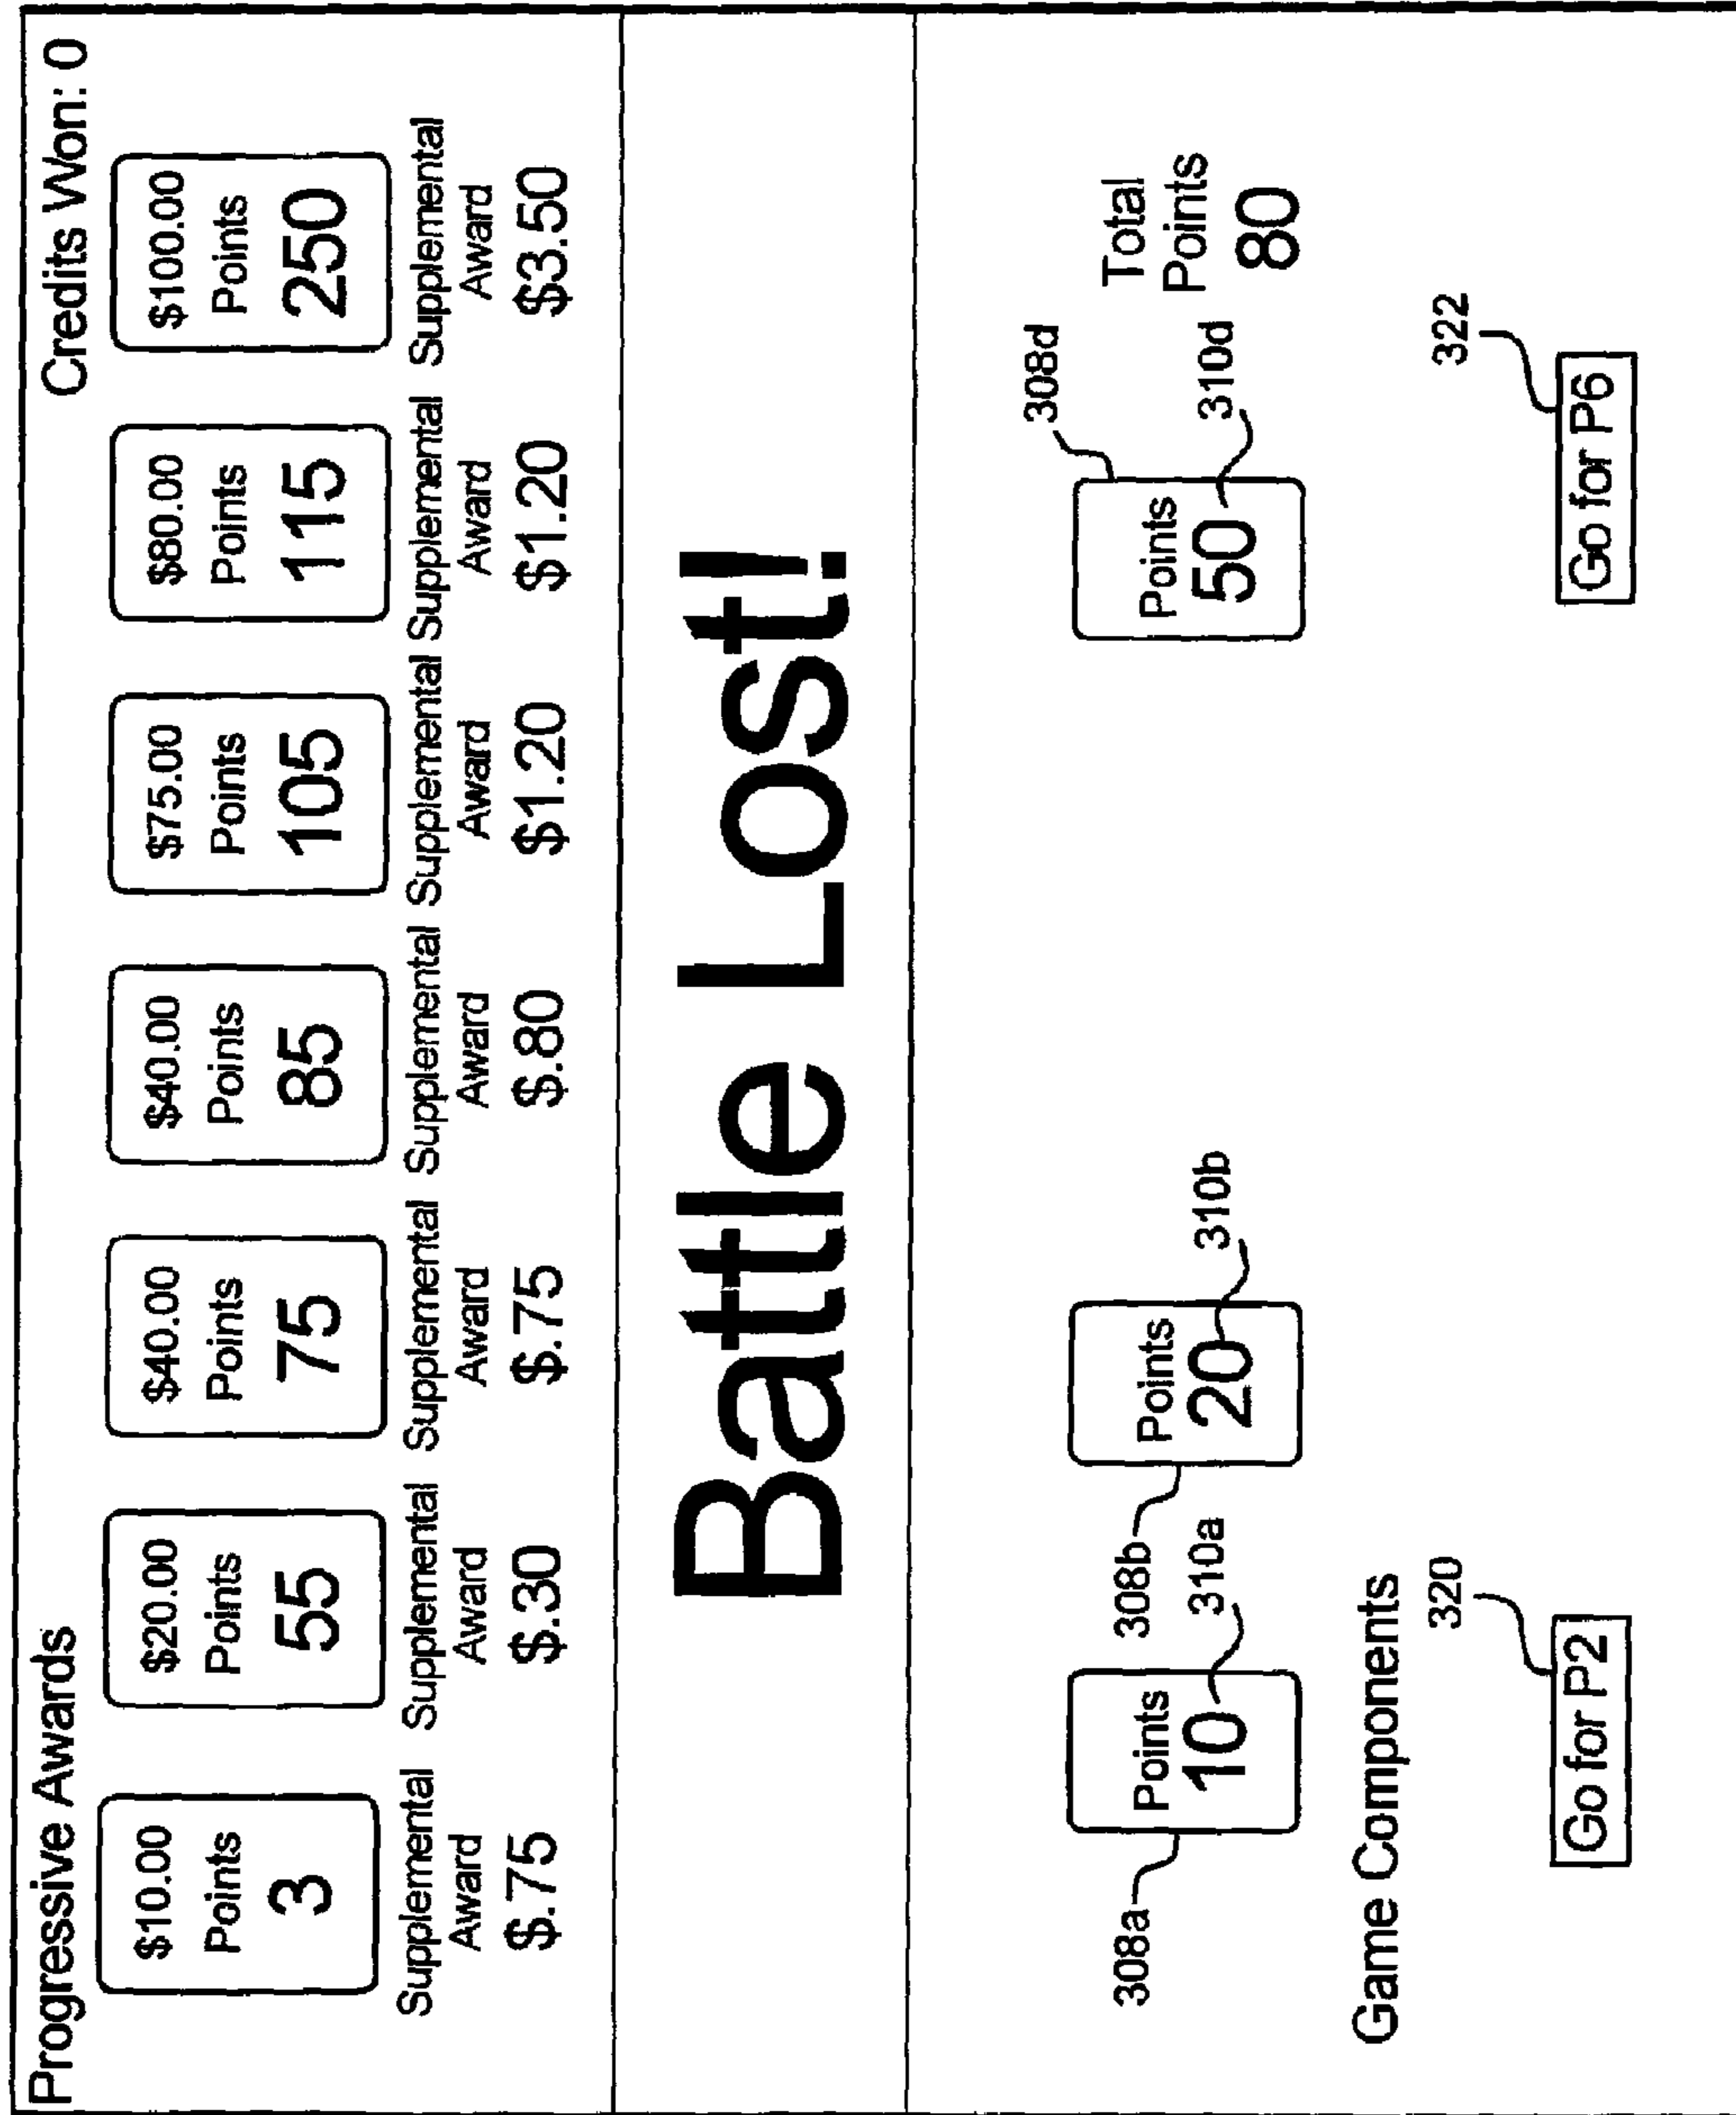 Progressive Awards Credits Won: 0
$10.00 $20.00 $40.00 $40.00 $75.00 $80.00 $100.00
Points Points Points Points Points Points Points
3 55 75 85 105 115 250
Supplemental Supplemental Supplemental Supplemental Supplemental Supplemental Supplemental
Award Award Award Award Award Award Award
$.75 $.30 $.75 $.80 $1.20 $1.20 $3.50
Battle Lost!
308d
308a Points 308b Points Points Total
10 20 50 Points
310a 310b 310d 80
Game Components
320 322
Go for P2 Go for P6